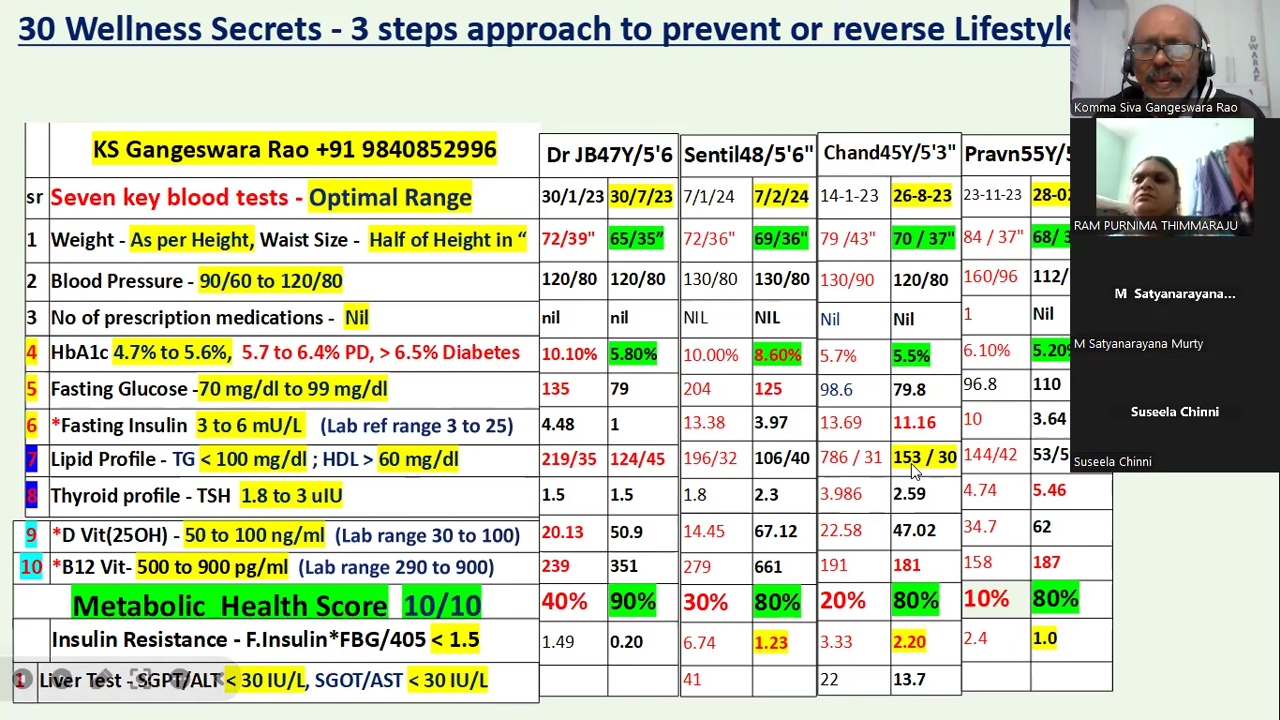 30 Wellness Secrets - 3 steps approach to prevent or reverse Lifestyle
KS Gangeswara Rao +91 9840852996 Dr JB47Y/5'6 Sentil48/5'6" Chand45Y/5'3" Pravn55Y/5
sr Seven key blood tests - Optimal Range 30/1/23 30/7/23 7/1/24 7/2/24 14-1-23 26-8-23 23-11-23 28-02
1 Weight - As per Height, Waist Size - Half of Height in “ 72/39" 65/35” 72/36" 69/36" 79 /43" 70 / 37" 84 / 37" 68/ 3
2 Blood Pressure - 90/60 to 120/80 120/80 120/80 130/80 130/80 130/90 120/80 160/96 112/
3 No of prescription medications - Nil nil nil NIL NIL Nil Nil 1 Nil
4 HbA1c 4.7% to 5.6%, 5.7 to 6.4% PD, > 6.5% Diabetes 10.10% 5.80% 10.00% 8.60% 5.7% 5.5% 6.10% 5.20%
5 Fasting Glucose -70 mg/dl to 99 mg/dl 135 79 204 125 98.6 79.8 96.8 110
6 *Fasting Insulin 3 to 6 mU/L (Lab ref range 3 to 25) 4.48 1 13.38 3.97 13.69 11.16 10 3.64
7 Lipid Profile - TG < 100 mg/dl ; HDL > 60 mg/dl 219/35 124/45 196/32 106/40 786 / 31 153 / 30 144/42 53/5
8 Thyroid profile - TSH 1.8 to 3 uIU 1.5 1.5 1.8 2.3 3.986 2.59 4.74 5.46
9 *D Vit(25OH) - 50 to 100 ng/ml (Lab range 30 to 100) 20.13 50.9 14.45 67.12 22.58 47.02 34.7 62
10 *B12 Vit- 500 to 900 pg/ml (Lab range 290 to 900) 239 351 279 661 191 181 158 187
Metabolic Health Score 10/10 40% 90% 30% 80% 20% 80% 10% 80%
Insulin Resistance - F.Insulin*FBG/405 < 1.5 1.49 0.20 6.74 1.23 3.33 2.20 2.4 1.0
1 Liver Test - SGPT/ALT < 30 IU/L, SGOT/AST < 30 IU/L 41 22 13.7
DWARAK
Komma Siva Gangeswara Rao
RAM PURNIMA THIMMARAJU
M Satyanarayana...
M Satyanarayana Murty
Suseela Chinni
Suseela Chinni